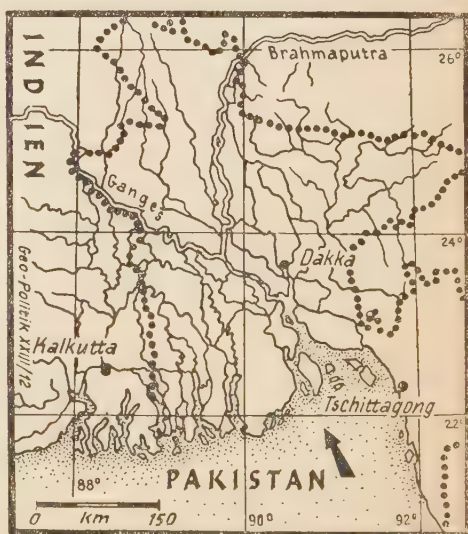 INDIEN
Brahmaputra
26°
Ganges
24°
Dakka
Geo-Politik XXIII/12
Kalkutta
Tschittagong
22°
PAKISTAN
88°
90°
92°
0 km 150